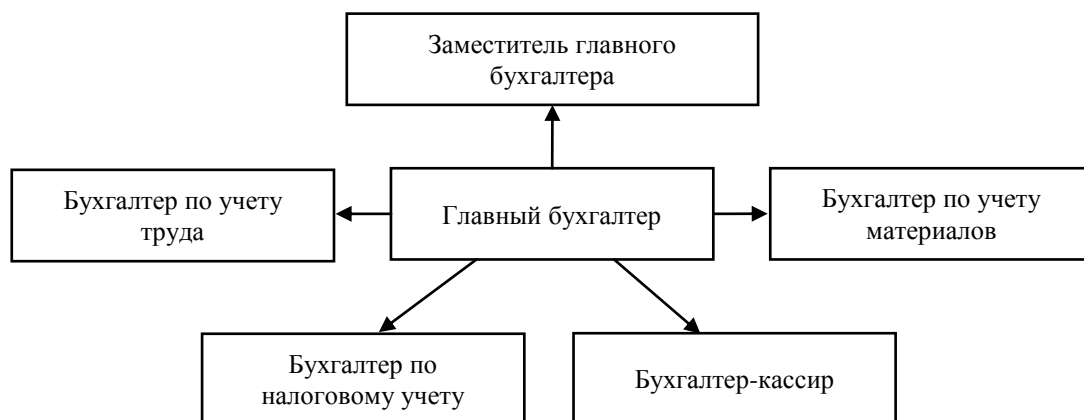 Заместитель главного
бухгалтера
Бухгалтер по учету
труда
Главный бухгалтер
Бухгалтер по учету
материалов
Бухгалтер по
налоговому учету
Бухгалтер-кассир